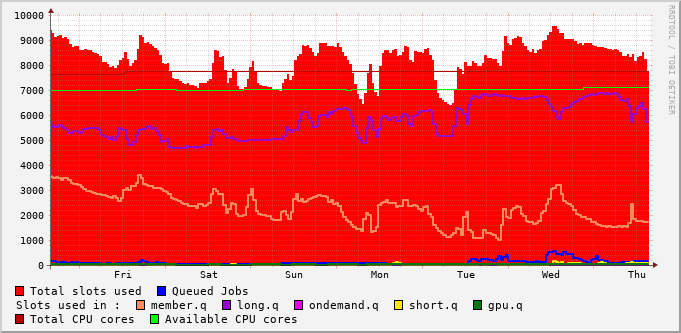 RRDTOOL / TOBI OETIKER
10000
9000
8000
7000
6000
5000
4000
3000
2000
1000
0
Fri Sat Sun Mon Tue Wed Thu
Total slots used Queued Jobs
Slots used in : member.q long.q ondemand.q short.q gpu.q
Total CPU cores Available CPU cores